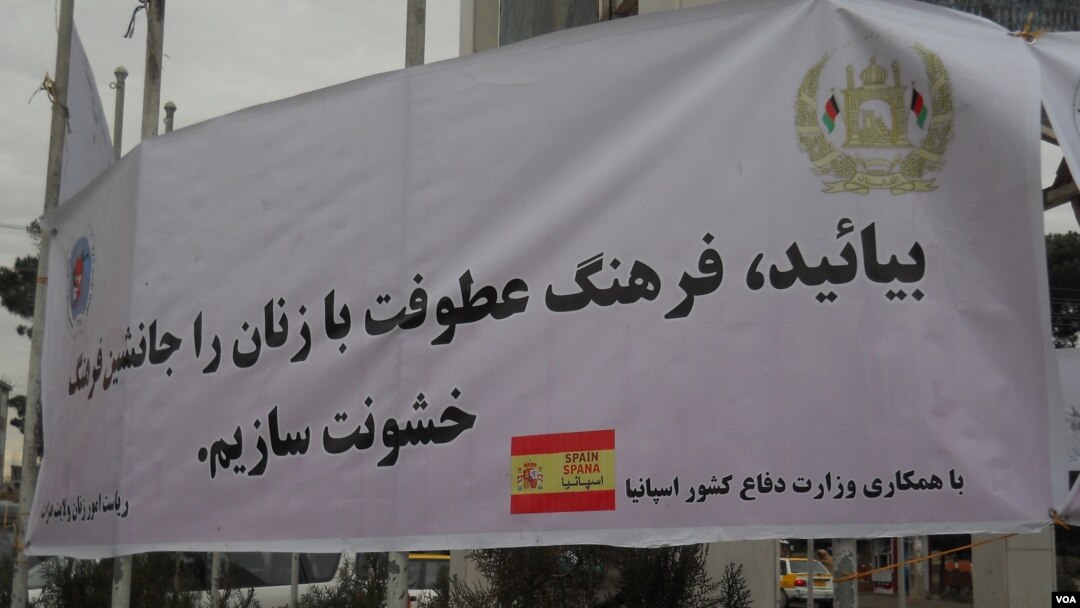 بیائید، فرهنگ عطوفت با زنان را جانشین فرهنگ
خشونت سازیم.
SPAIN
SPANA
اسپانیا
با همکاری وزارت دفاع کشور اسپانیا
ریاست امور زنان ولایت هرات
VOA